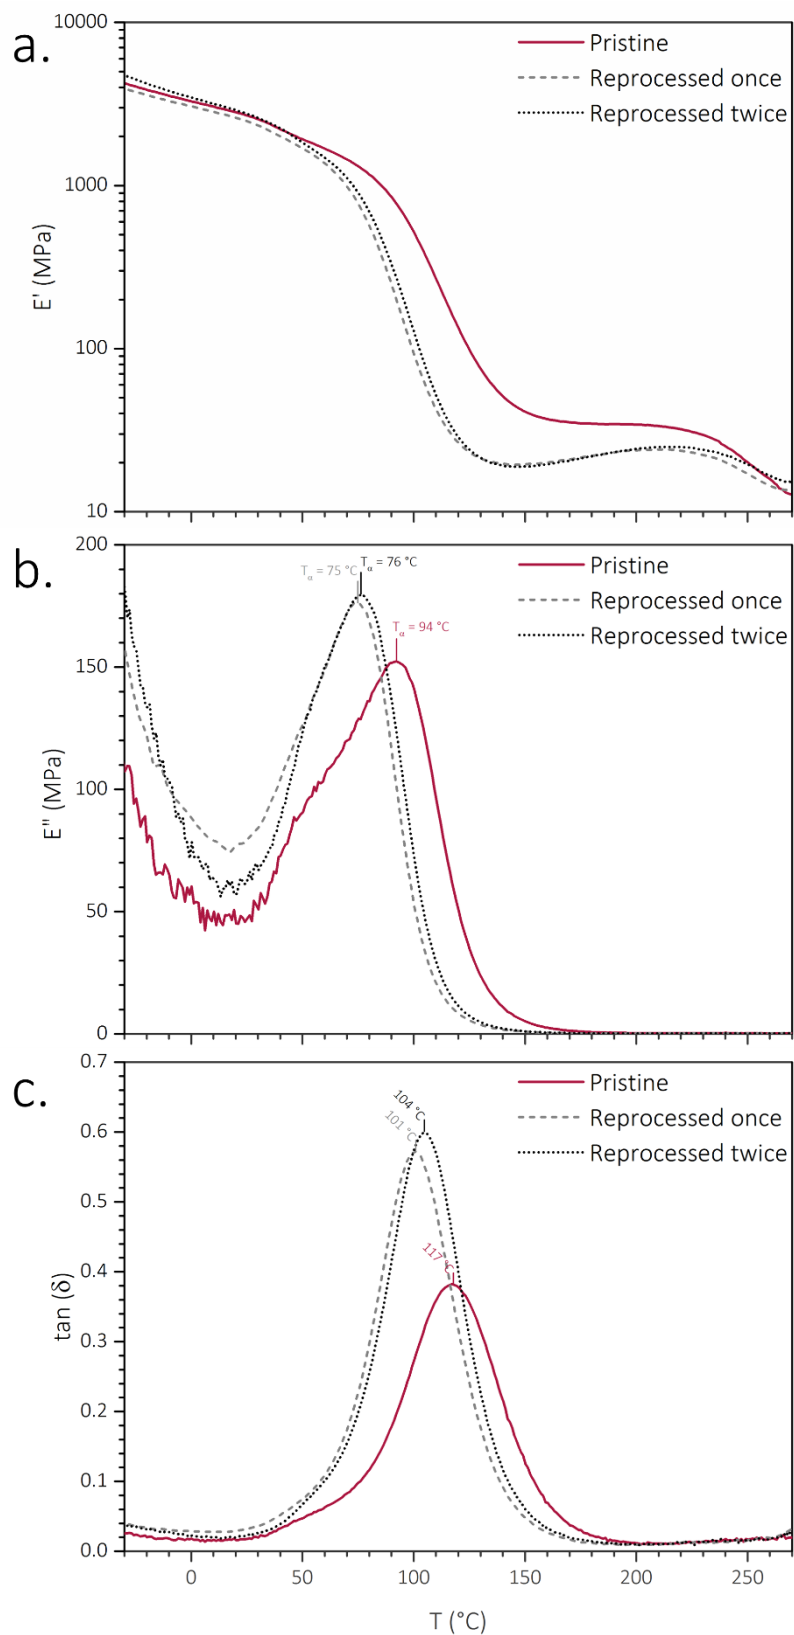 a.
10000
1000
100
10
E' (MPa)
Pristine
Reprocessed once
Reprocessed twice
b.
200
150
100
50
0
E" (MPa)
Tα = 75 °C
Tα = 76 °C
Tα = 94 °C
Pristine
Reprocessed once
Reprocessed twice
c.
0.7
0.6
0.5
0.4
0.3
0.2
0.1
0.0
tan (δ)
104 °C
101 °C
117 °C
Pristine
Reprocessed once
Reprocessed twice
0 50 100 150 200 250
T (°C)